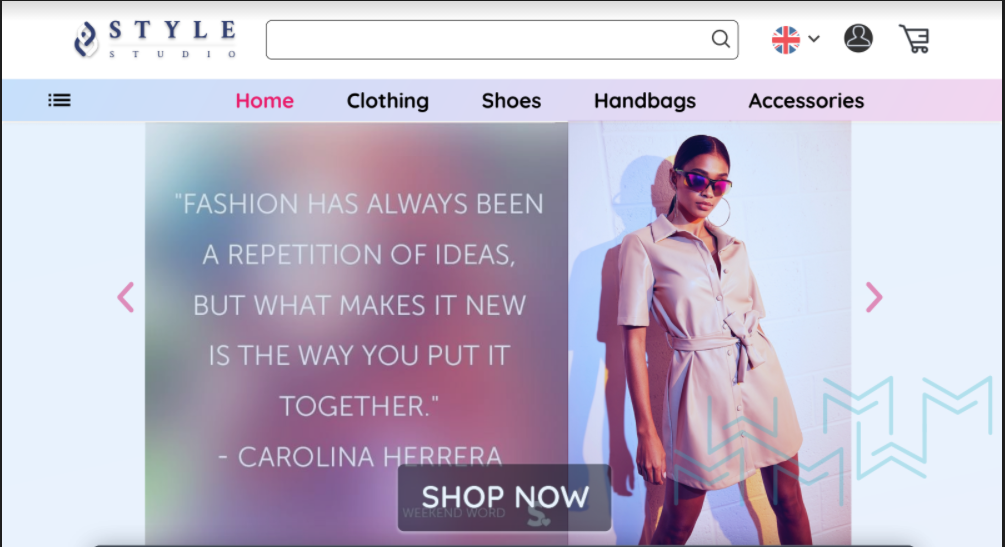 STYLE
STUDIO
Home
Clothing
Shoes
Handbags
Accessories
"FASHION HAS ALWAYS BEEN
A REPETITION OF IDEAS,
BUT WHAT MAKES IT NEW
IS THE WAY YOU PUT IT
TOGETHER."
- CAROLINA HERRERA
SHOP NOW
WEEKEND WORD
S.